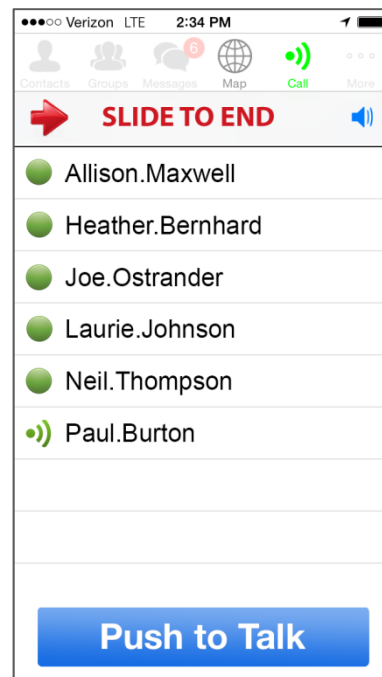 Verizon LTE 2:34 PM
6
Contacts Groups Messages Map Call More
SLIDE TO END
Allison.Maxwell
Heather.Bernhard
Joe.Ostrander
Laurie.Johnson
Neil.Thompson
Paul.Burton
Push to Talk